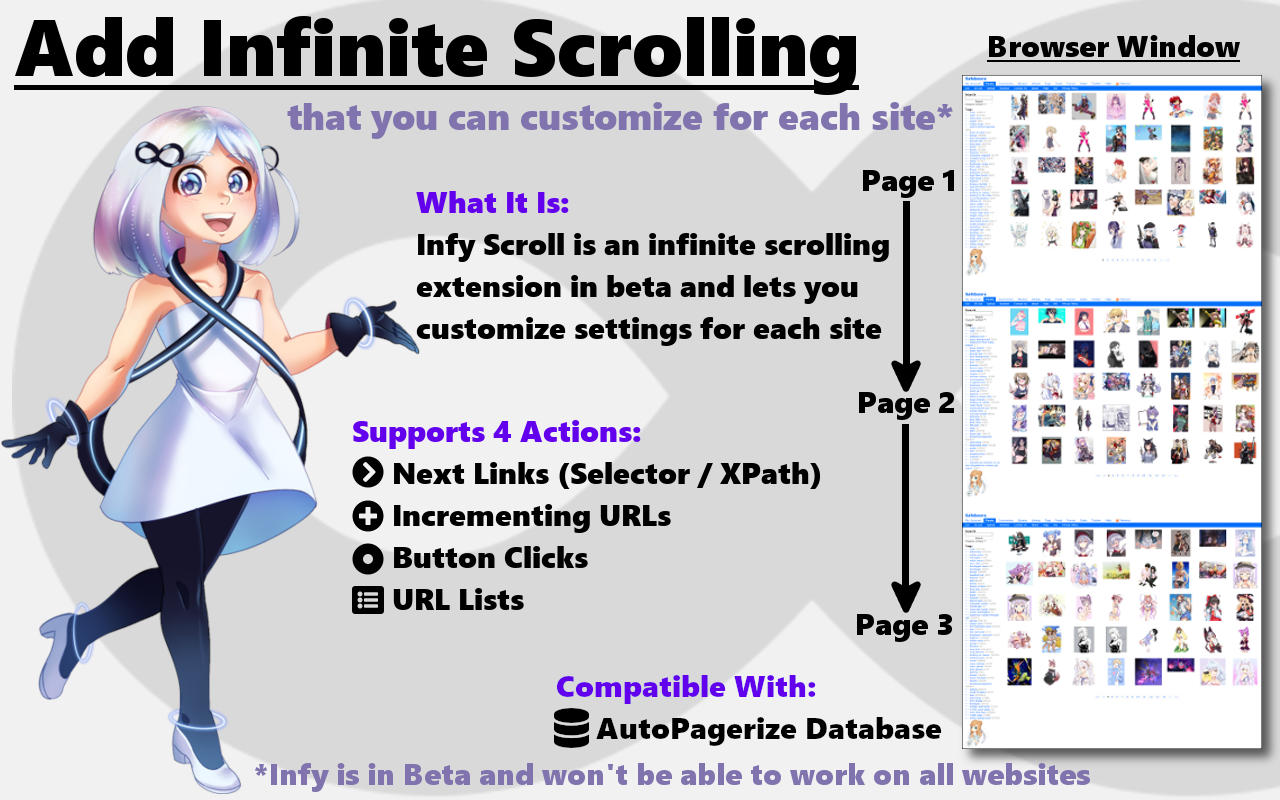 Add Infinite Scrolling
that you can customize for each site*
Browser Window
What It Is:
Infy Scroll is an infinite scrolling
extension in beta and lets you
customize settings for each site
Supports 4 Actions:
Next Links (Selector / XPath)
Incrementing URLs
Button Clicks
URL Lists
Page 1
Page 2
Page 3
Compatible With:
AutoPagerize Database
*Infy is in Beta and won't be able to work on all websites